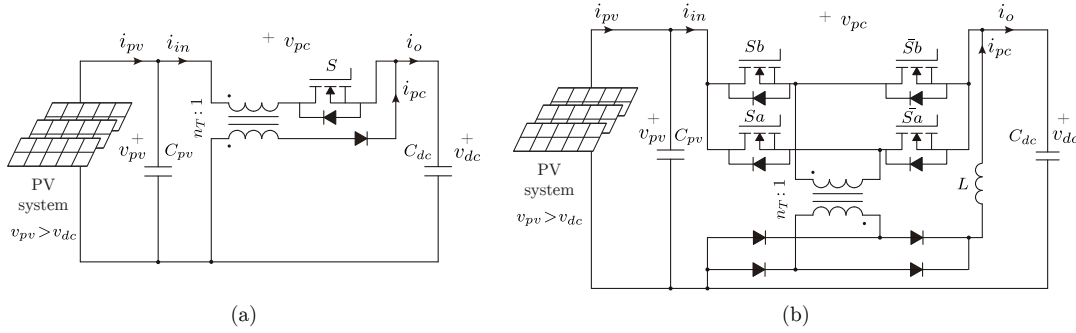 i_pv
i_in
+ v_pc
S
i_o
i_pc
n_T : 1
+
v_pv
C_pv
C_dc
+
v_dc
PV
system
v_pv > v_dc
(a)
i_pv
i_in
+ v_pc
i_o
i_pc
Sb
S̄b
Sa
S̄a
+
v_pv
C_pv
n_T : 1
L
C_dc
+
v_dc
PV
system
v_pv > v_dc
(b)